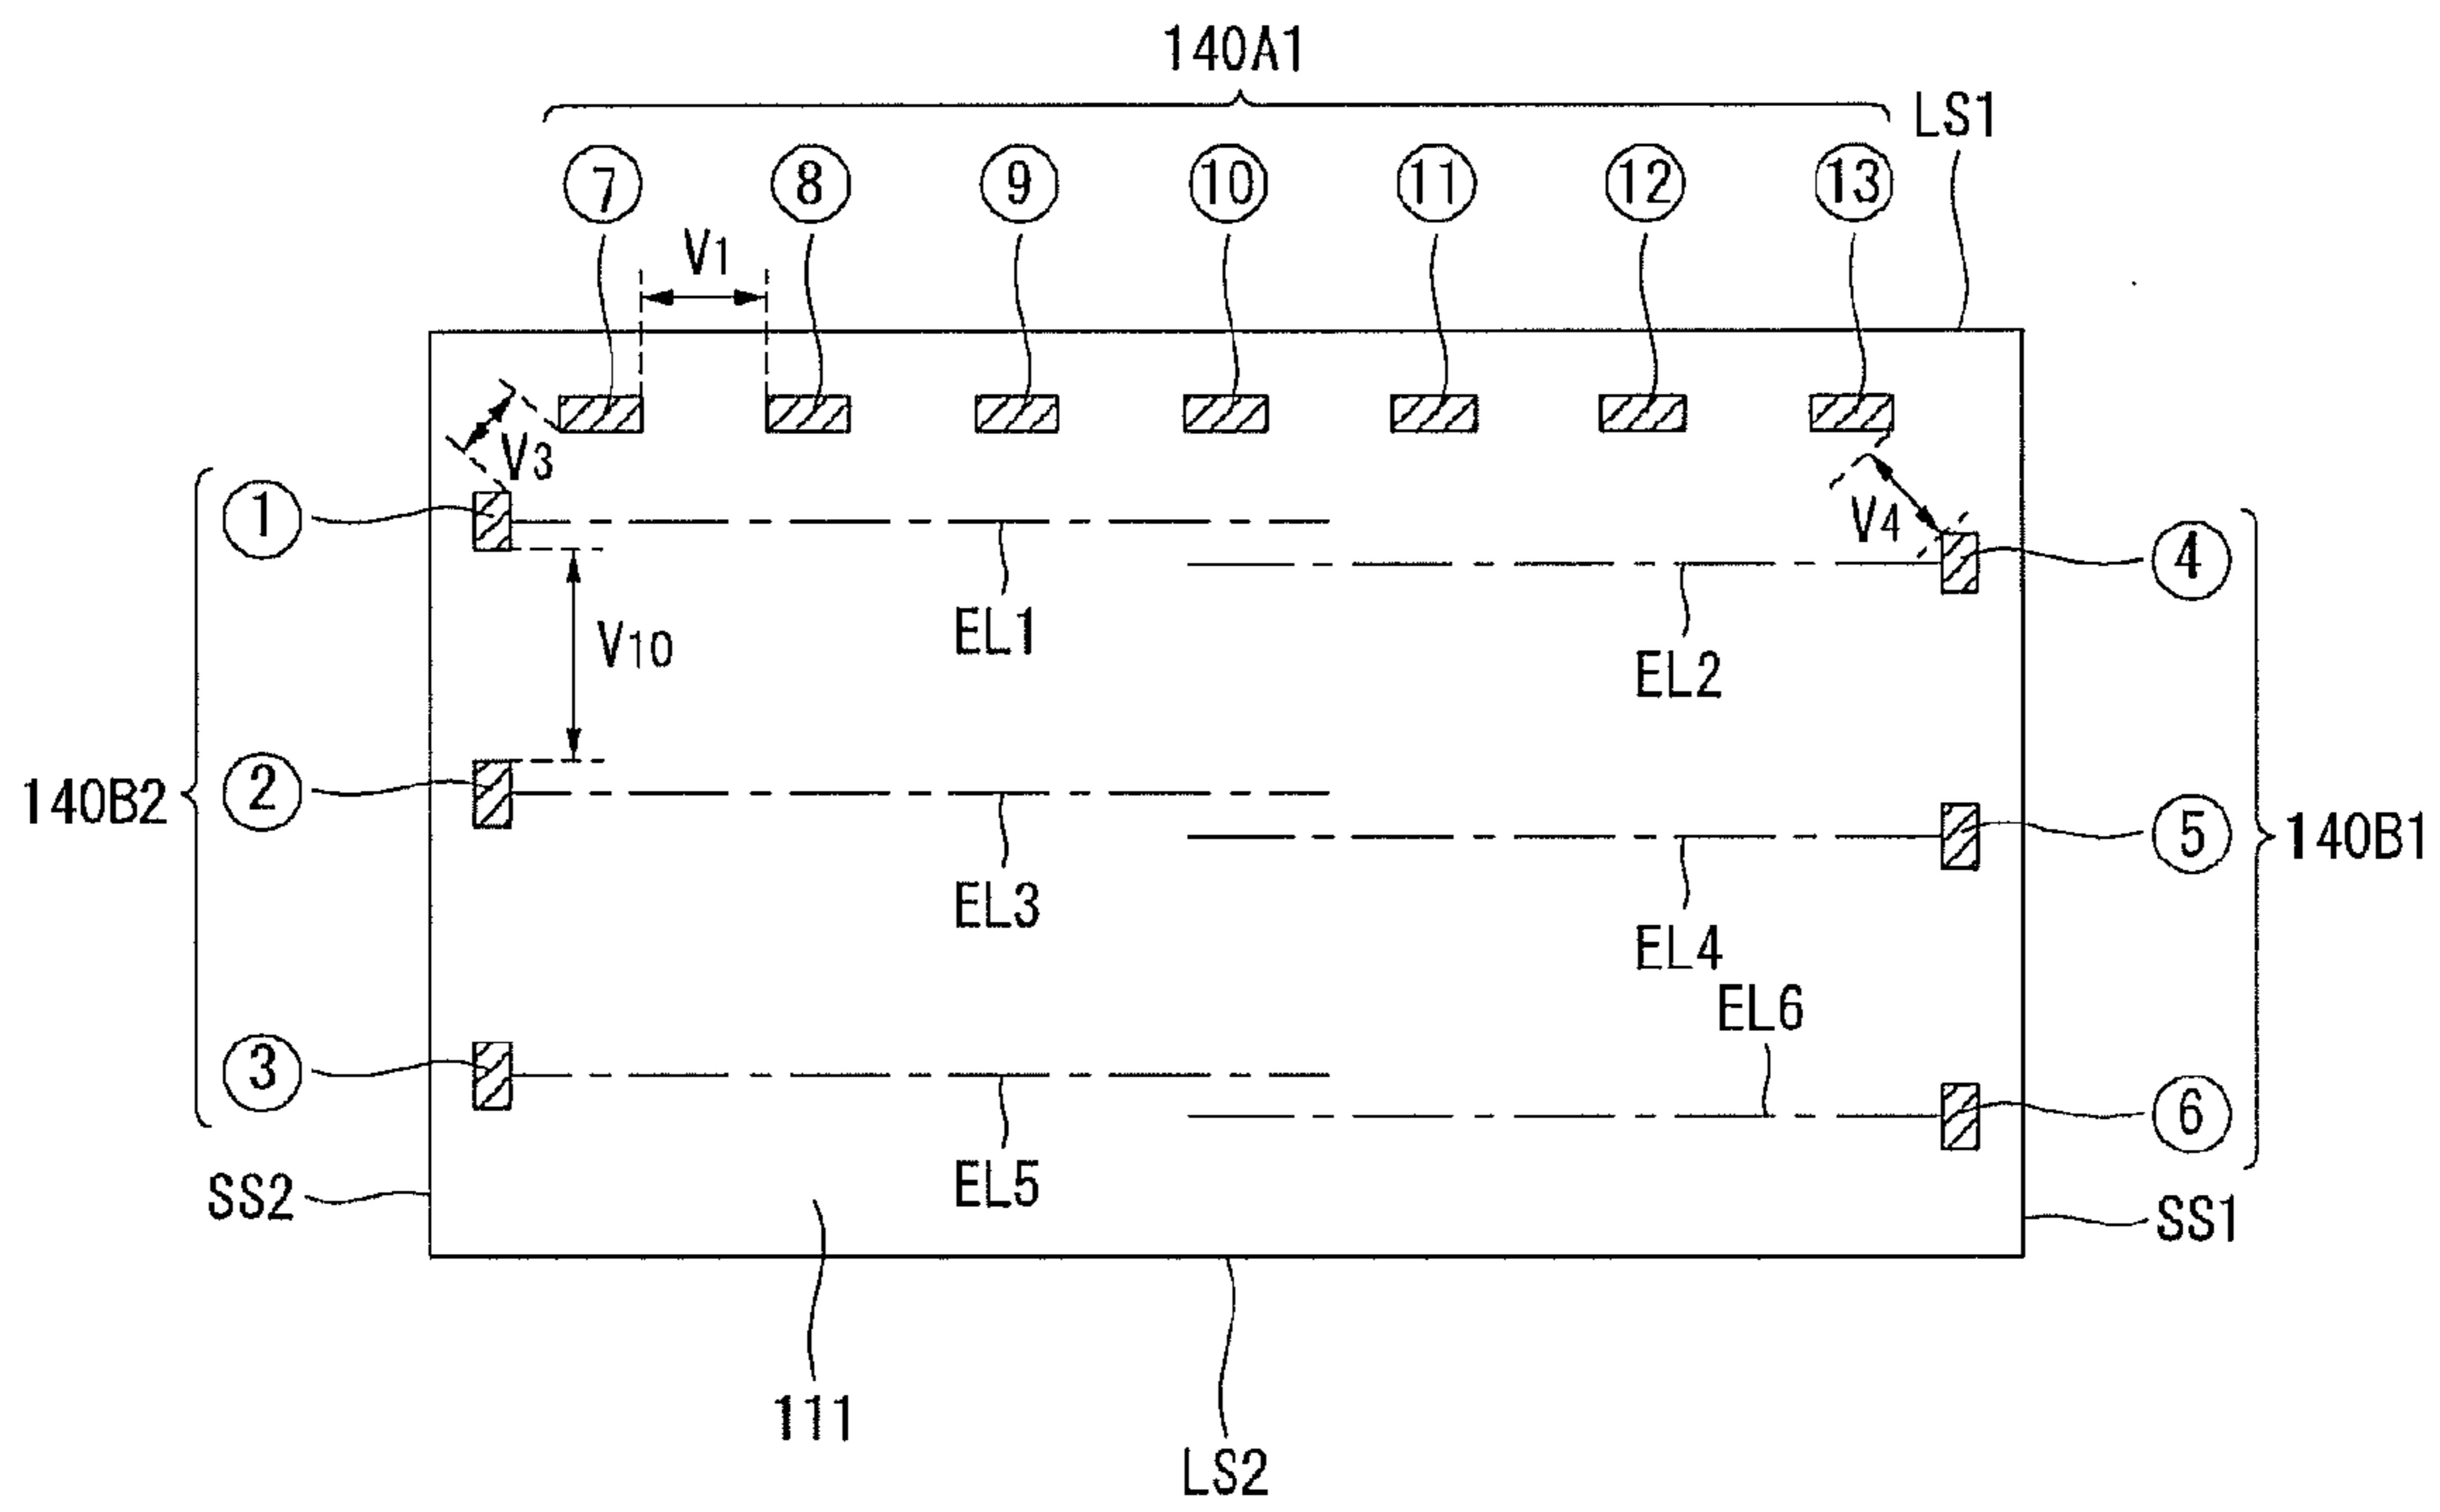 140A1
LS1
⑦ ⑧ ⑨ ⑩ ⑪ ⑫ ⑬
V1
V3
① V4 ④
EL1
V10
EL2
140B2 ② ⑤ 140B1
EL3
EL4
EL6
③ ⑥
EL5
SS2 SS1
111
LS2